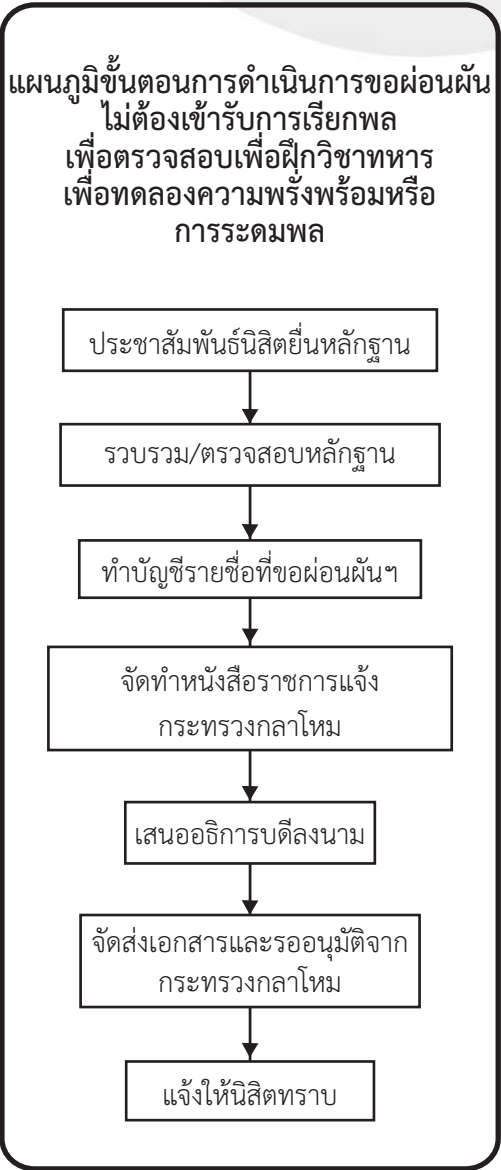 แผนภูมิขั้นตอนการดำเนินการขอผ่อนผัน
ไม่ต้องเข้ารับการเรียกพล
เพื่อตรวจสอบเพื่อฝึกวิชาทหาร
เพื่อทดลองความพรั่งพร้อมหรือ
การระดมพล
ประชาสัมพันธ์นิสิตยื่นหลักฐาน
รวบรวม/ตรวจสอบหลักฐาน
ทำบัญชีรายชื่อที่ขอผ่อนผันฯ
จัดทำหนังสือราชการแจ้ง
กระทรวงกลาโหม
เสนออธิการบดีลงนาม
จัดส่งเอกสารและรออนุมัติจาก
กระทรวงกลาโหม
แจ้งให้นิสิตทราบ